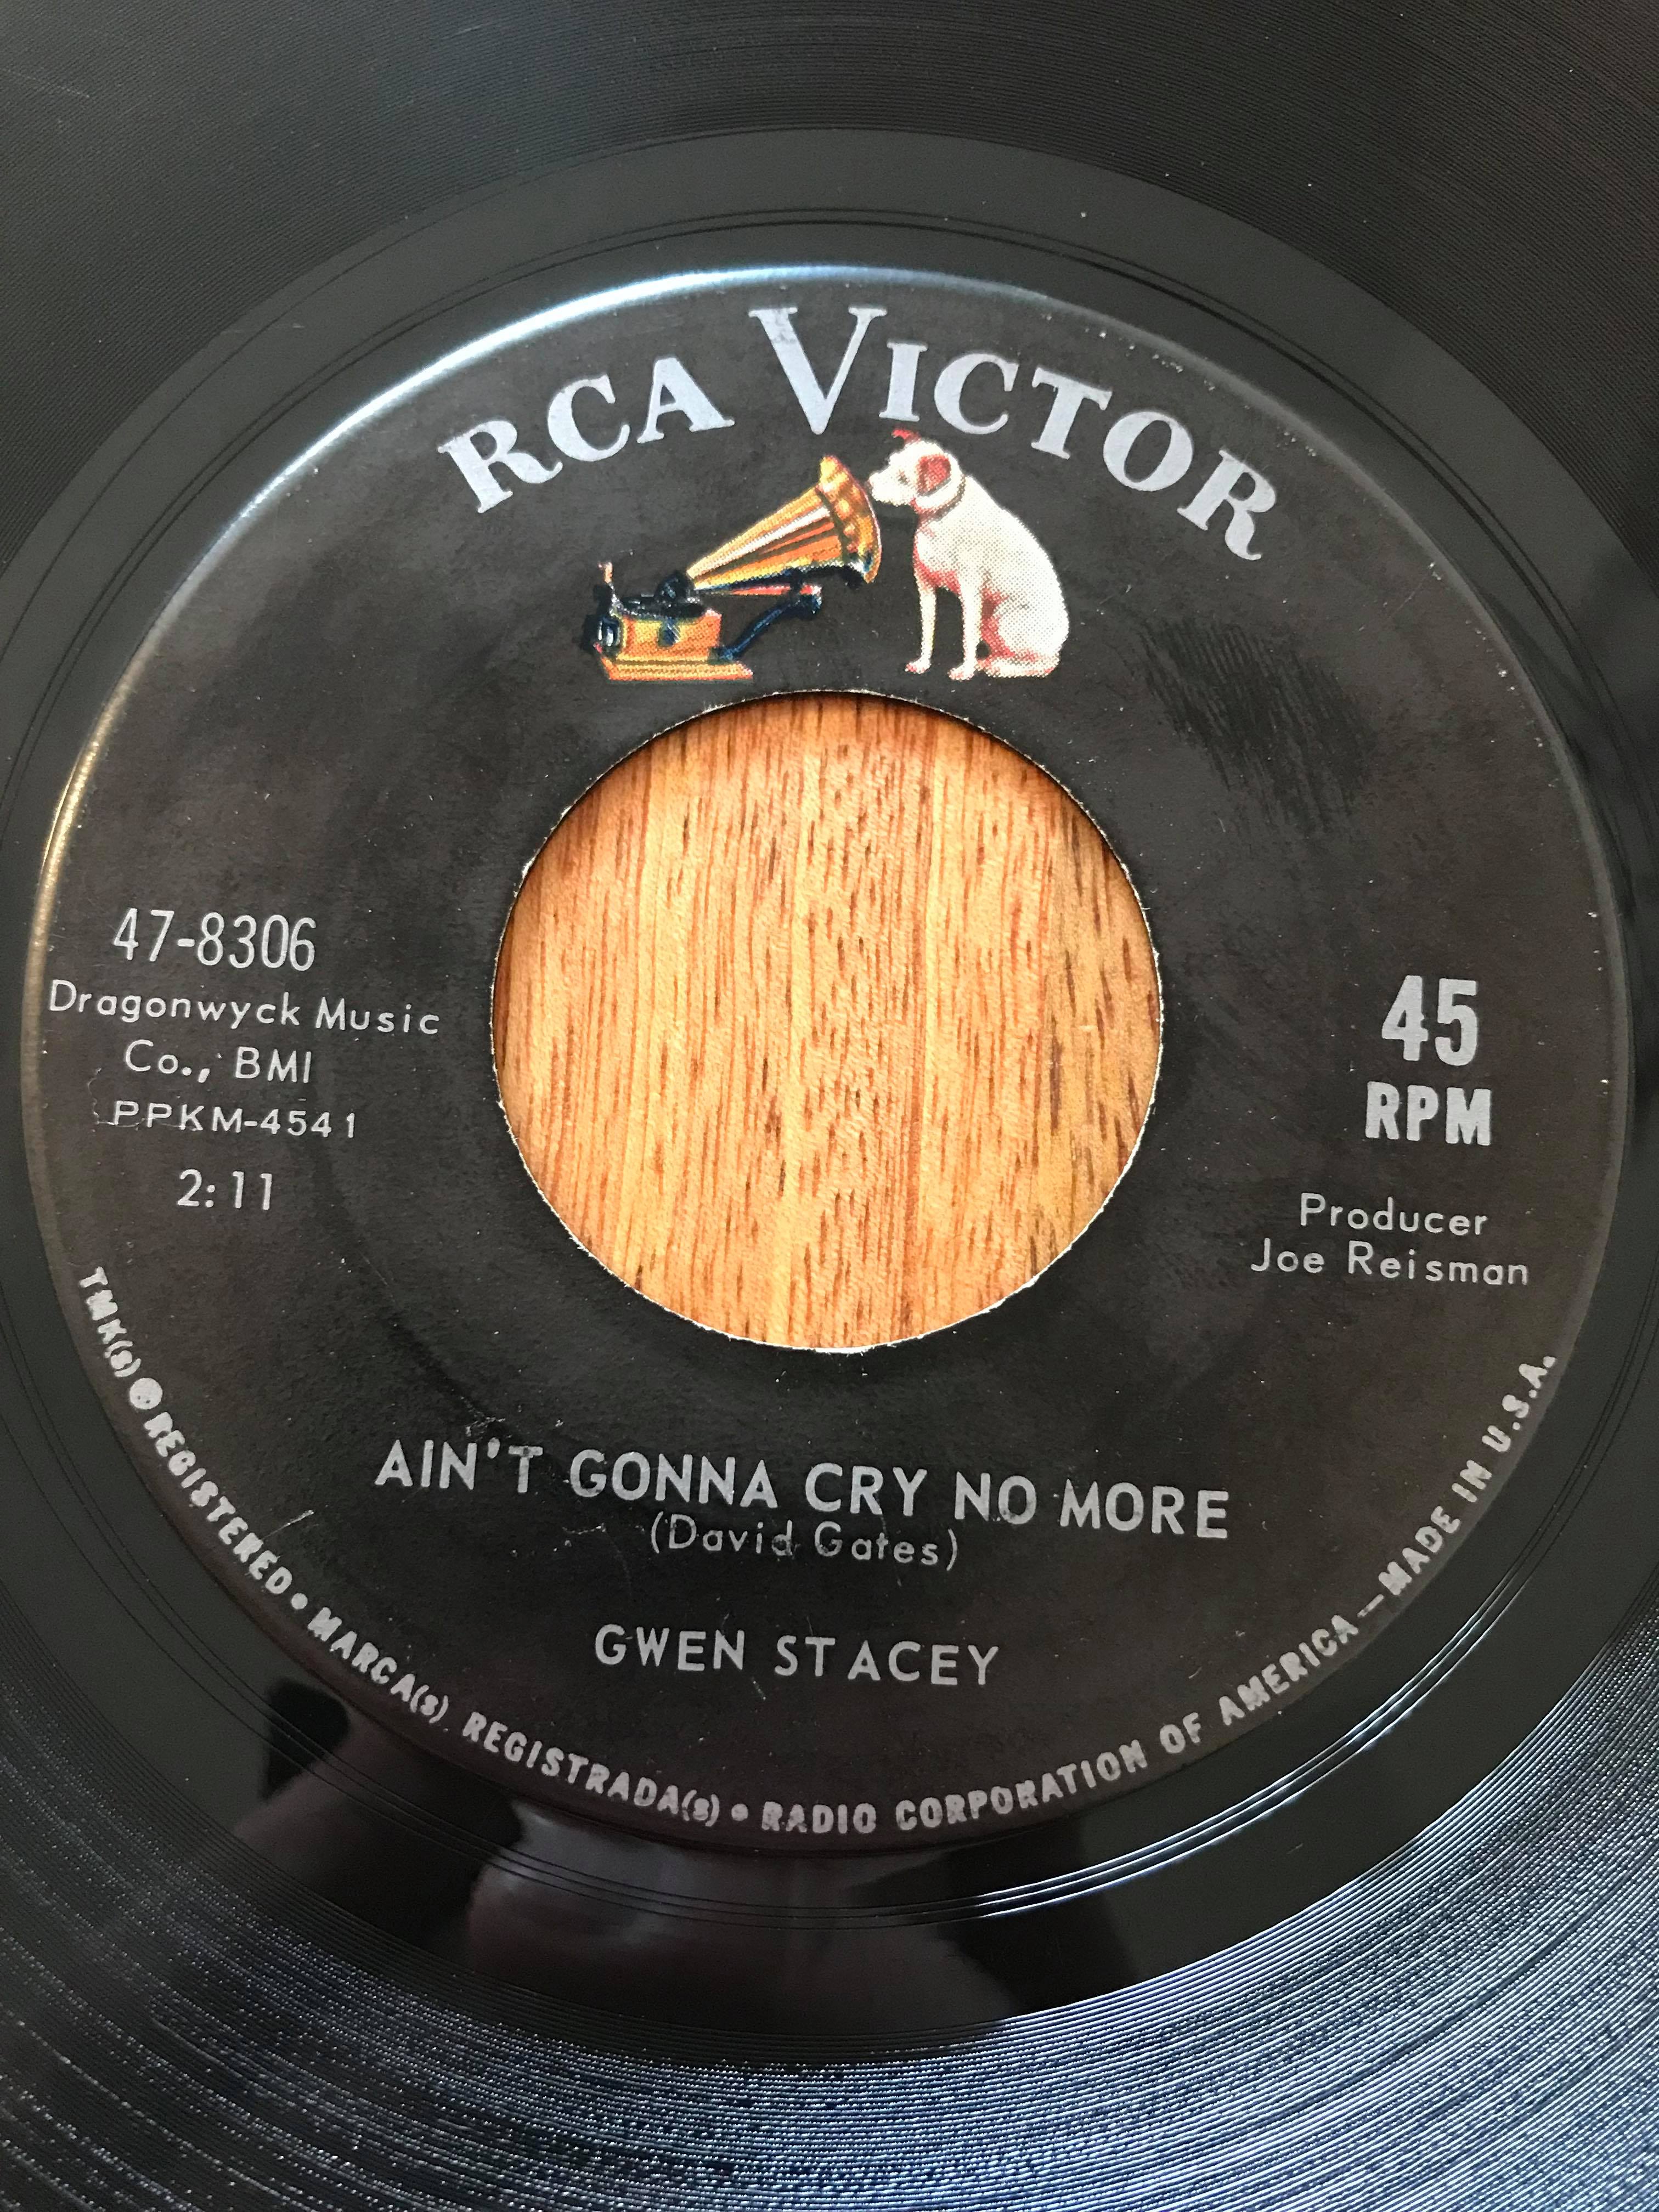 RCA VICTOR
47-8306
Dragonwyck Music
Co., BMI
PPKM-4541
2:11
45
RPM
Producer
Joe Reisman
AIN'T GONNA CRY NO MORE
(David Gates)
GWEN STACEY
TMK(s) ® REGISTERED • MARCA(s) REGISTRADA(s) • RADIO CORPORATION OF AMERICA—MADE IN U.S.A.